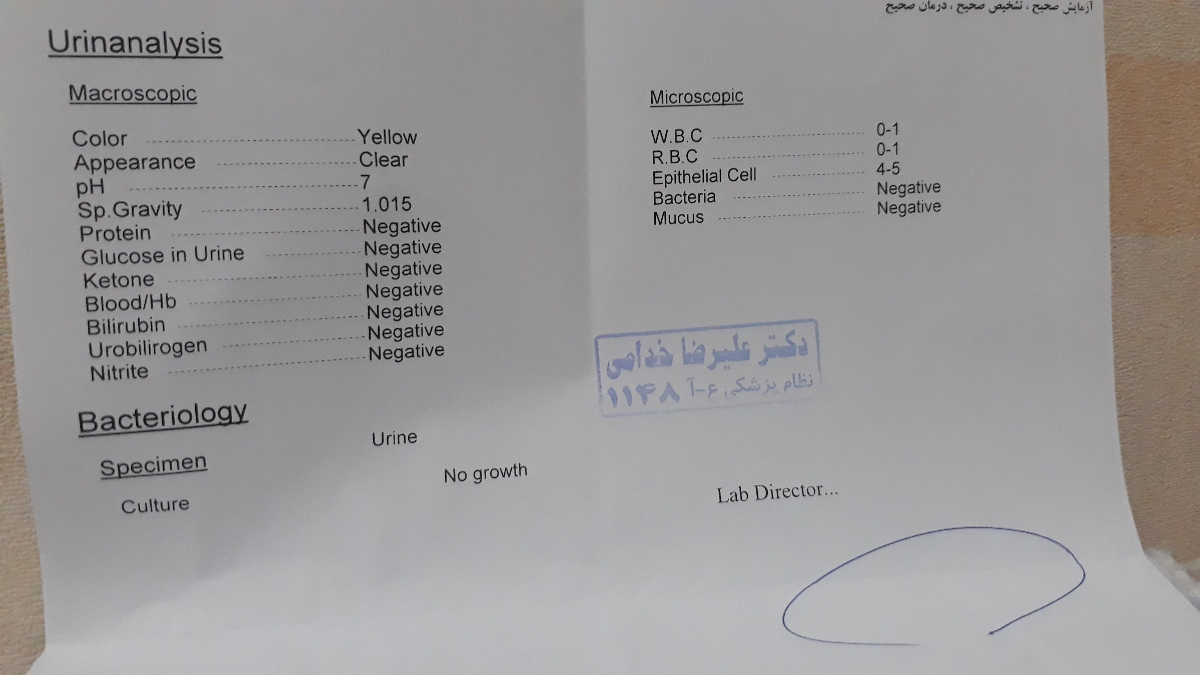 آزمایش صحیح ، تشخیص صحیح ، درمان صحیح
Urinanalysis
Macroscopic
Color Yellow
Appearance Clear
pH 7
Sp.Gravity 1.015
Protein Negative
Glucose in Urine Negative
Ketone Negative
Blood/Hb Negative
Bilirubin Negative
Urobilirogen Negative
Nitrite Negative
Microscopic
W.B.C 0-1
R.B.C 0-1
Epithelial Cell 4-5
Bacteria Negative
Mucus Negative
دکتر علیرضا خدامی
نظام پزشکی ۶-آ ۱۱۴۸
Bacteriology
Specimen Urine
Culture No growth
Lab Director...